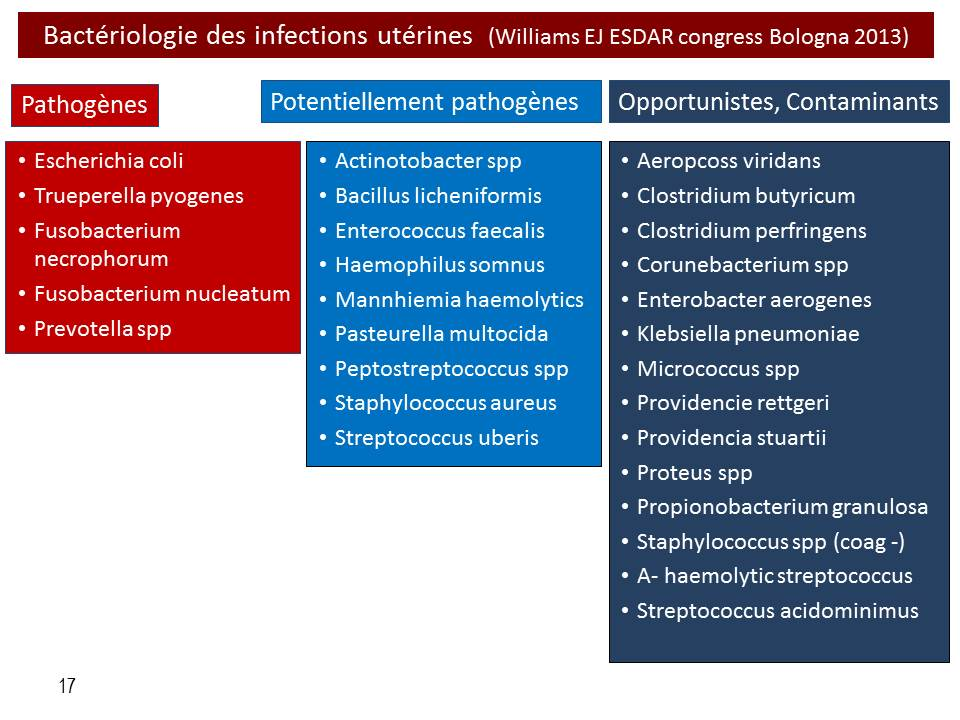 Bactériologie des infections utérines (Williams EJ ESDAR congress Bologna 2013)
Pathogènes
• Escherichia coli
• Trueperella pyogenes
• Fusobacterium
necrophorum
• Fusobacterium nucleatum
• Prevotella spp
Potentiellement pathogènes
• Actinotobacter spp
• Bacillus licheniformis
• Enterococcus faecalis
• Haemophilus somnus
• Mannhiemia haemolytics
• Pasteurella multocida
• Peptostreptococcus spp
• Staphylococcus aureus
• Streptococcus uberis
Opportunistes, Contaminants
• Aeropcoss viridans
• Clostridium butyricum
• Clostridium perfringens
• Corunebacterium spp
• Enterobacter aerogenes
• Klebsiella pneumoniae
• Micrococcus spp
• Providencie rettgeri
• Providencia stuartii
• Proteus spp
• Propionobacterium granulosa
• Staphylococcus spp (coag -)
• A- haemolytic streptococcus
• Streptococcus acidominimus
17